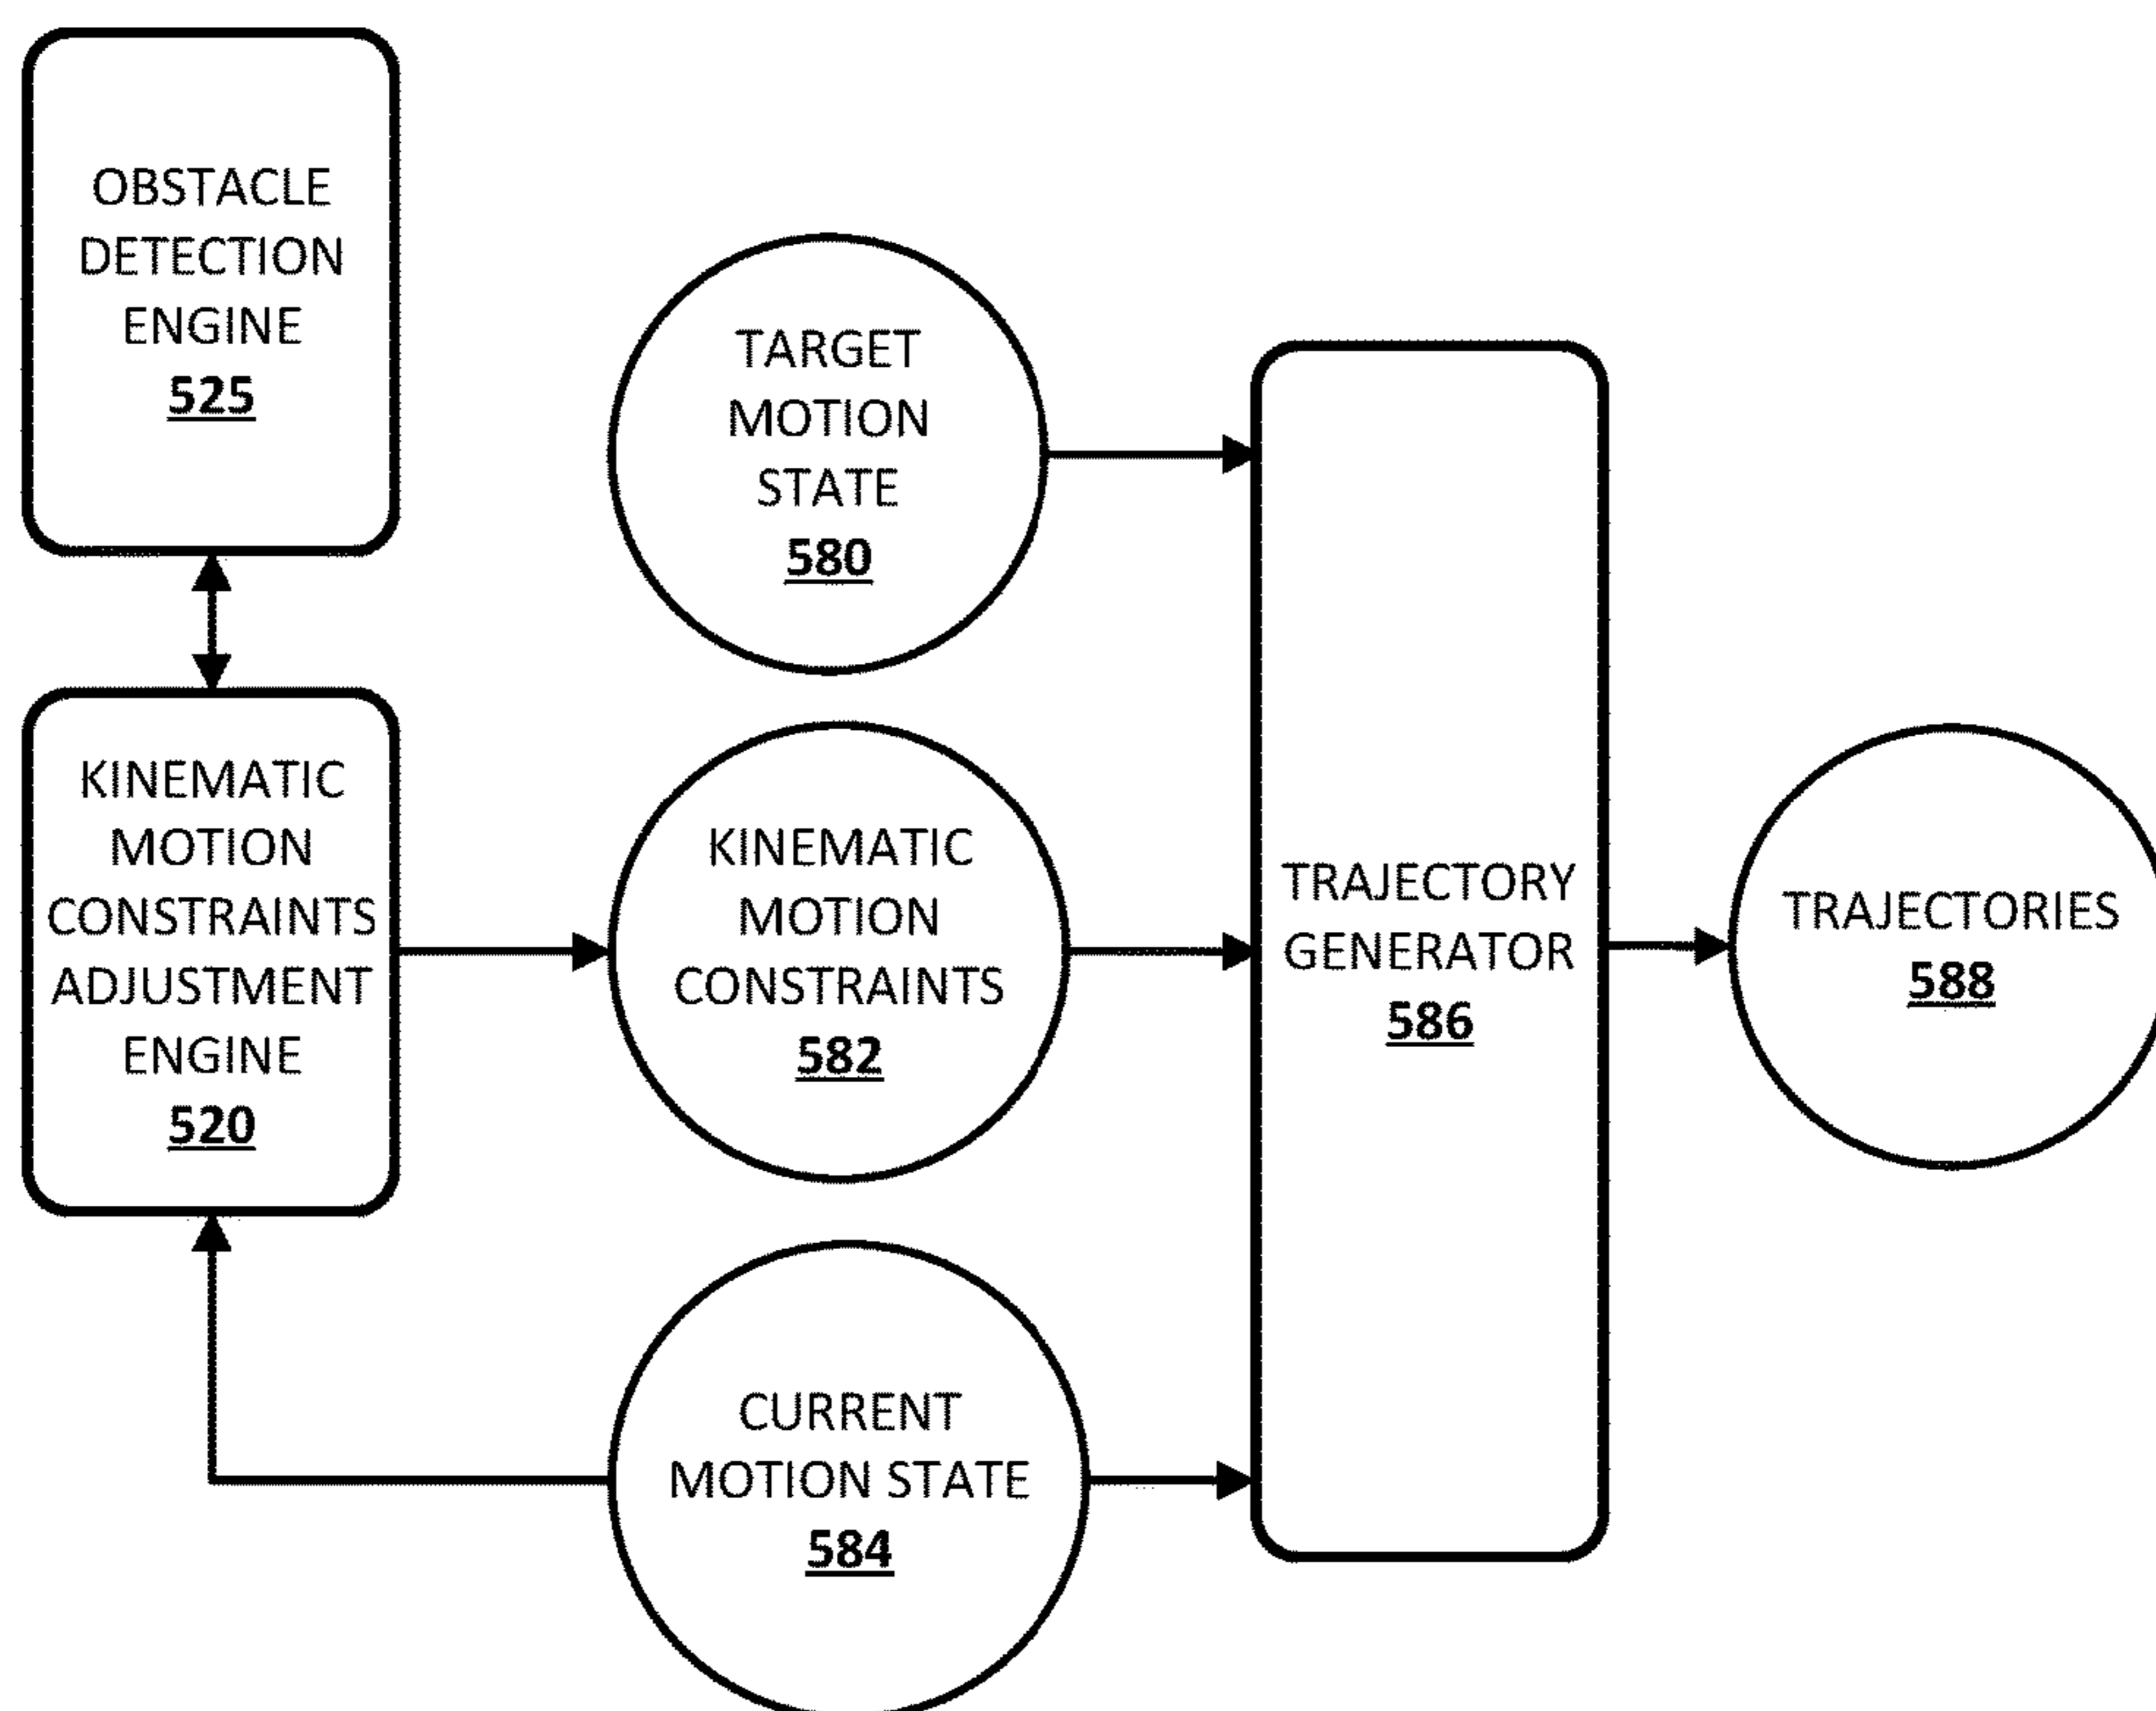 OBSTACLE
DETECTION
ENGINE
525
TARGET
MOTION
STATE
580
KINEMATIC
MOTION
CONSTRAINTS
ADJUSTMENT
ENGINE
520
KINEMATIC
MOTION
CONSTRAINTS
582
CURRENT
MOTION STATE
584
TRAJECTORY
GENERATOR
586
TRAJECTORIES
588